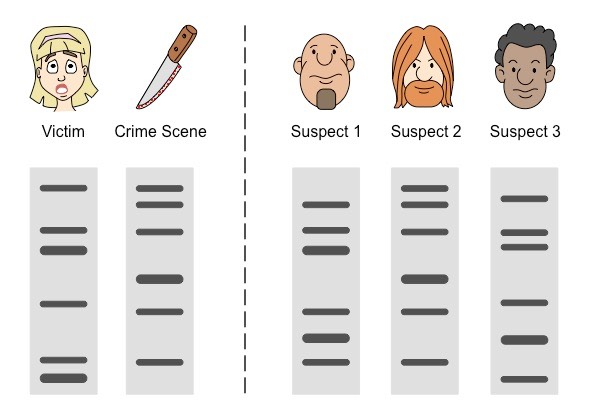 Victim
Crime Scene
Suspect 1
Suspect 2
Suspect 3